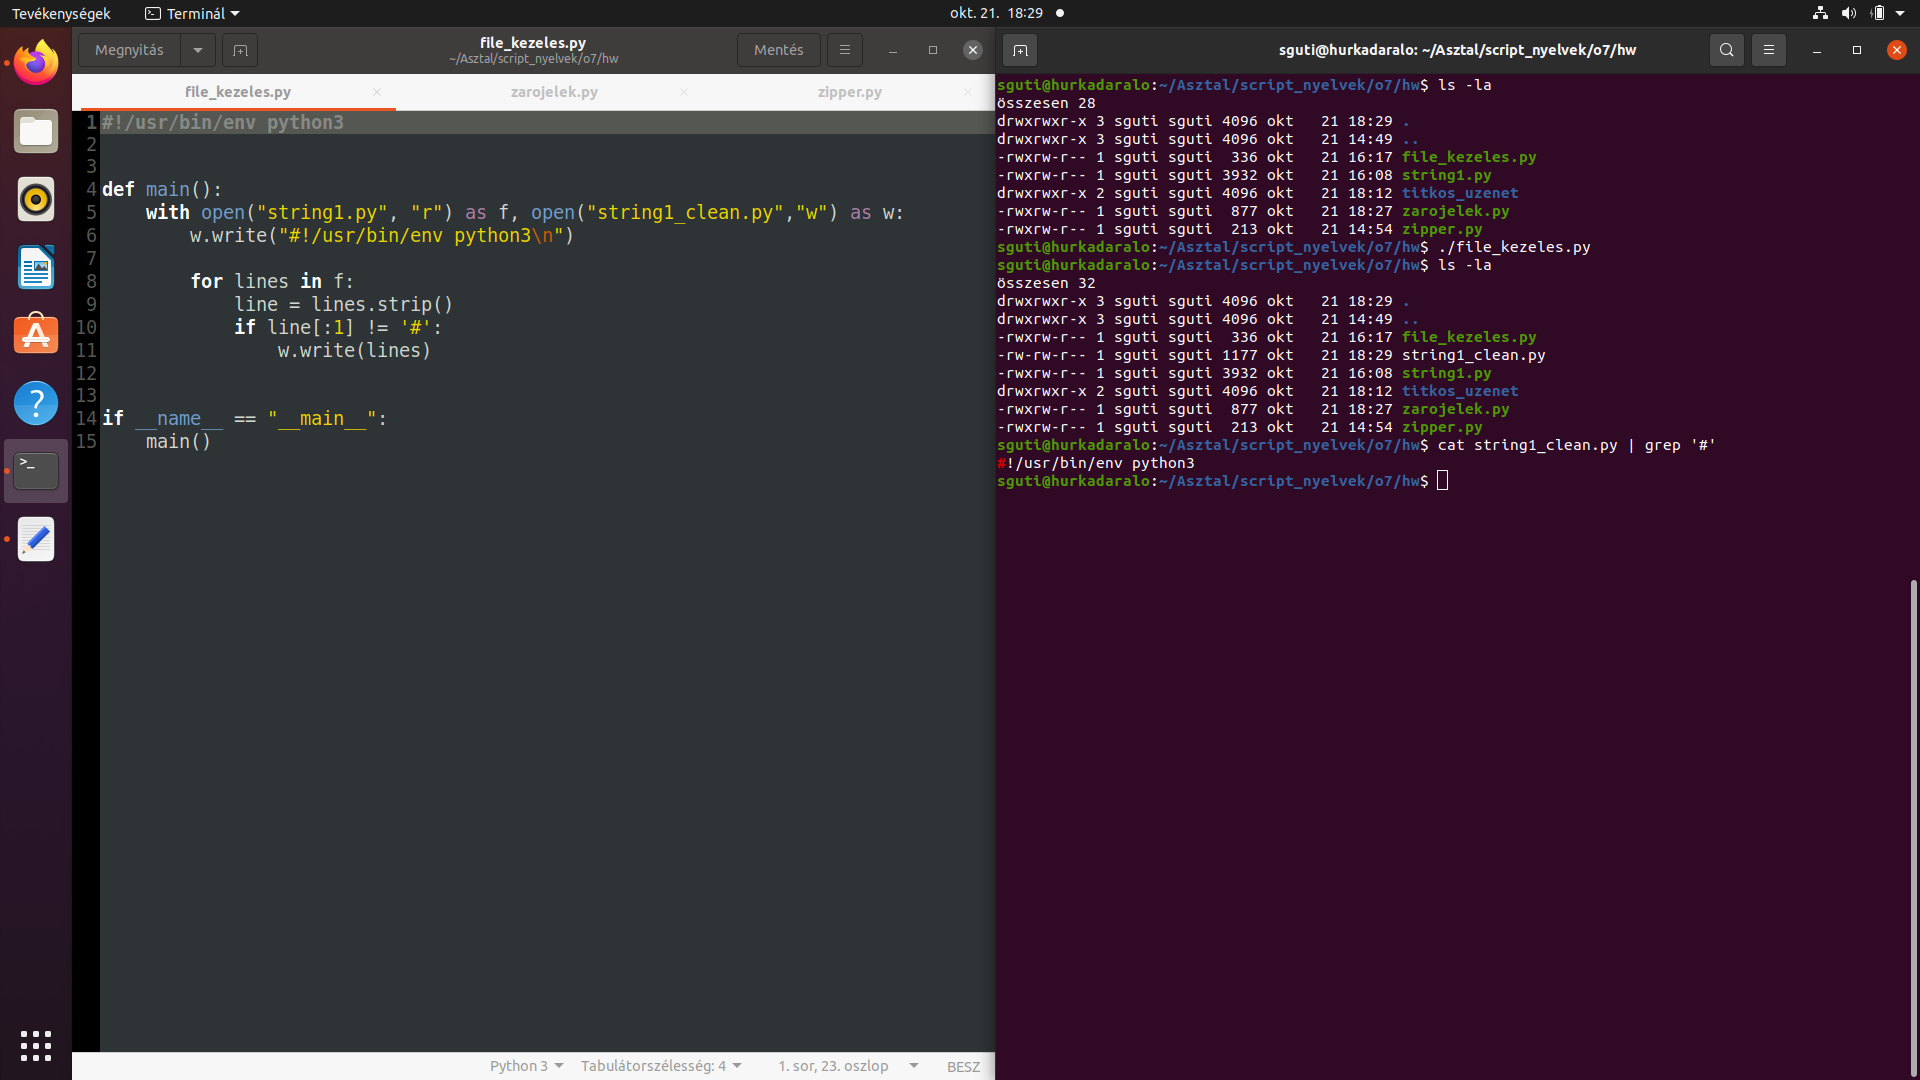 Tevékenységek
Terminál
okt. 21. 18:29
Megnyitás
file_kezeles.py
~/Asztal/script_nyelvek/o7/hw
Mentés
file_kezeles.py
zarojelek.py
zipper.py
1 #!/usr/bin/env python3
2
3
4 def main():
5     with open("string1.py", "r") as f, open("string1_clean.py","w") as w:
6         w.write("#!/usr/bin/env python3\n")
7
8         for lines in f:
9             line = lines.strip()
10             if line[:1] != '#':
11                 w.write(lines)
12
13
14 if __name__ == "__main__":
15     main()
Python 3
Tabulátorszélesség: 4
1. sor, 23. oszlop
BESZ
sguti@hurkadaralo: ~/Asztal/script_nyelvek/o7/hw
sguti@hurkadaralo:~/Asztal/script_nyelvek/o7/hw$ ls -la
összesen 28
drwxrwxr-x 3 sguti sguti 4096 okt   21 18:29 .
drwxrwxr-x 3 sguti sguti 4096 okt   21 14:49 ..
-rwxrw-r-- 1 sguti sguti  336 okt   21 16:17 file_kezeles.py
-rwxrw-r-- 1 sguti sguti 3932 okt   21 16:08 string1.py
drwxrwxr-x 2 sguti sguti 4096 okt   21 18:12 titkos_uzenet
-rwxrw-r-- 1 sguti sguti  877 okt   21 18:27 zarojelek.py
-rwxrw-r-- 1 sguti sguti  213 okt   21 14:54 zipper.py
sguti@hurkadaralo:~/Asztal/script_nyelvek/o7/hw$ ./file_kezeles.py
sguti@hurkadaralo:~/Asztal/script_nyelvek/o7/hw$ ls -la
összesen 32
drwxrwxr-x 3 sguti sguti 4096 okt   21 18:29 .
drwxrwxr-x 3 sguti sguti 4096 okt   21 14:49 ..
-rwxrw-r-- 1 sguti sguti  336 okt   21 16:17 file_kezeles.py
-rw-rw-r-- 1 sguti sguti 1177 okt   21 18:29 string1_clean.py
-rwxrw-r-- 1 sguti sguti 3932 okt   21 16:08 string1.py
drwxrwxr-x 2 sguti sguti 4096 okt   21 18:12 titkos_uzenet
-rwxrw-r-- 1 sguti sguti  877 okt   21 18:27 zarojelek.py
-rwxrw-r-- 1 sguti sguti  213 okt   21 14:54 zipper.py
sguti@hurkadaralo:~/Asztal/script_nyelvek/o7/hw$ cat string1_clean.py | grep '#'
#!/usr/bin/env python3
sguti@hurkadaralo:~/Asztal/script_nyelvek/o7/hw$